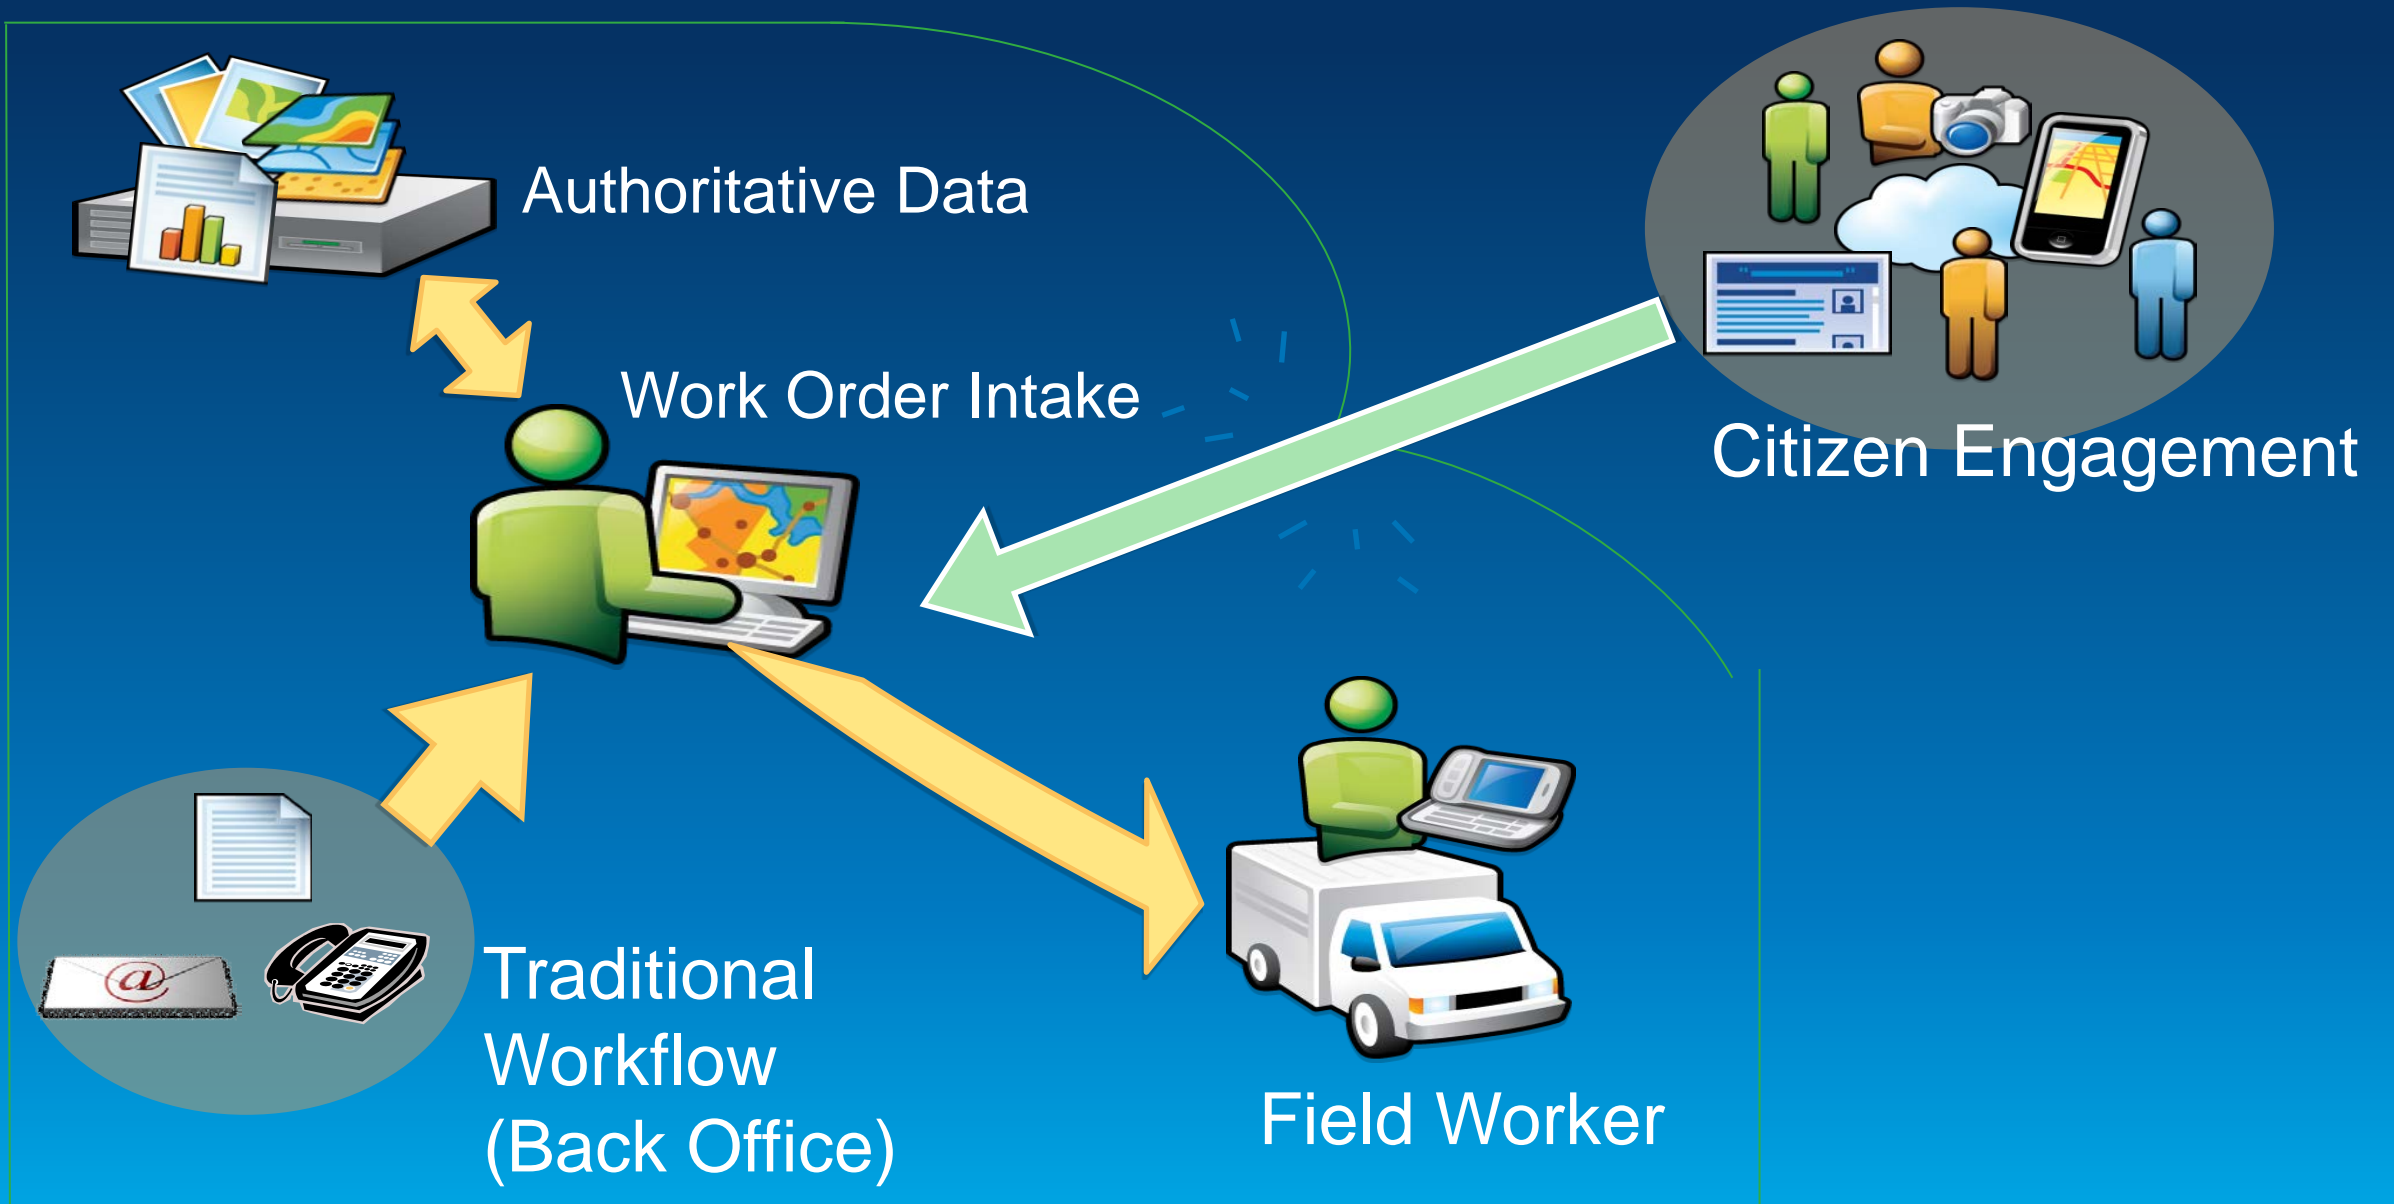 Authoritative Data
Work Order Intake
Citizen Engagement
@
Traditional
Workflow
(Back Office)
Field Worker